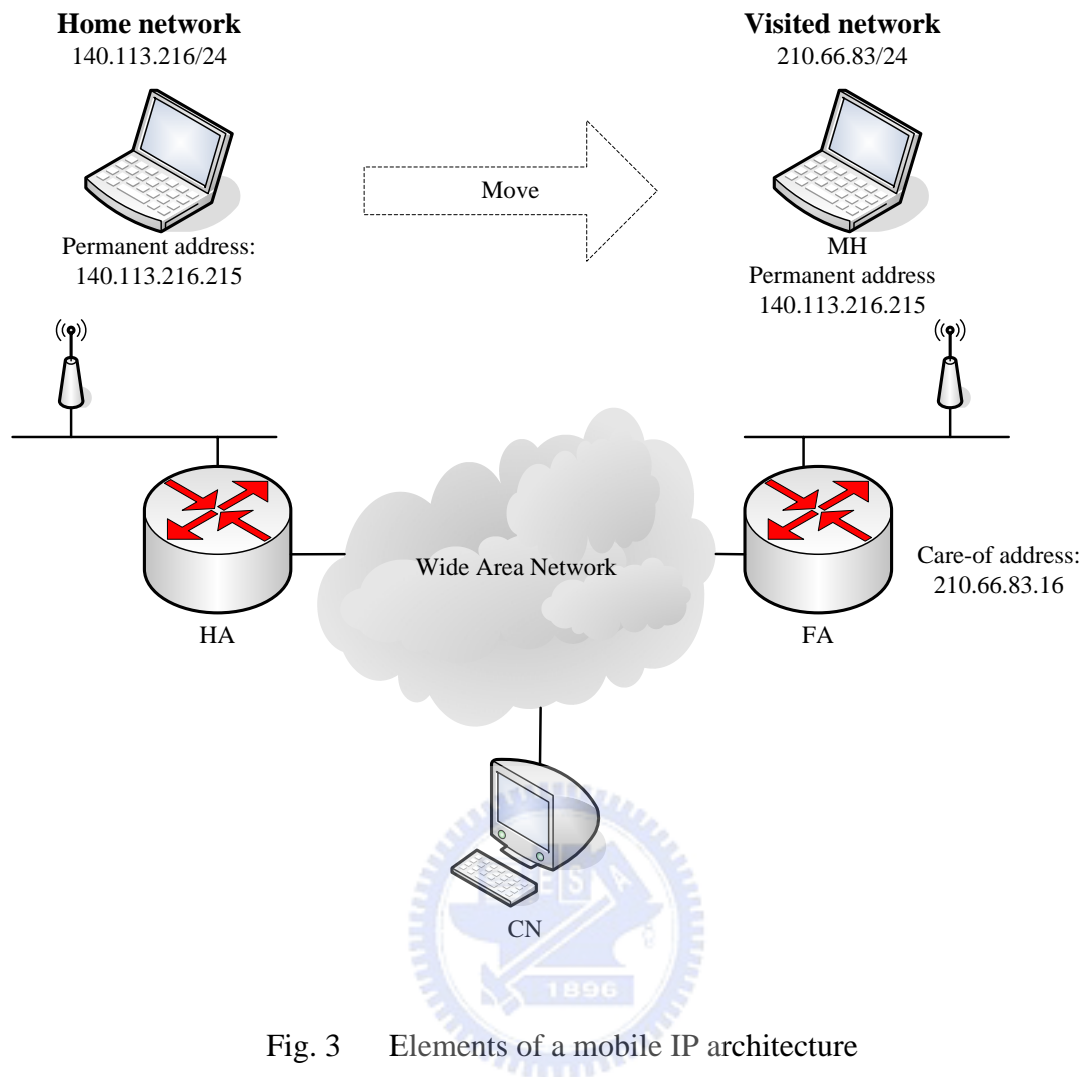 Home network
140.113.216/24
Visited network
210.66.83/24
Move
Permanent address:
140.113.216.215
MH
Permanent address
140.113.216.215
Wide Area Network
Care-of address:
210.66.83.16
HA
FA
CN
ES
1896
Fig. 3 Elements of a mobile IP architecture